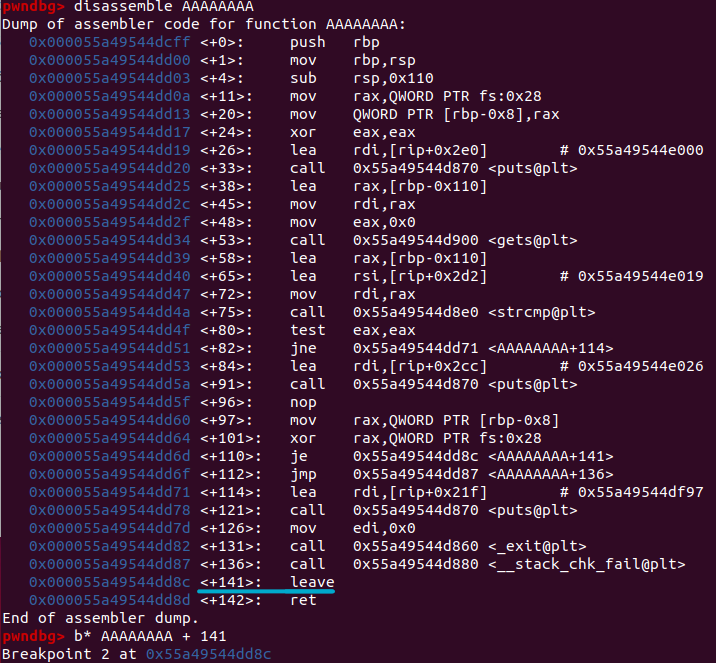 pwndbg> disassemble AAAAAAAA
Dump of assembler code for function AAAAAAAA:
0x000055a49544dcff <+0>: push rbp
0x000055a49544dd00 <+1>: mov rbp,rsp
0x000055a49544dd03 <+4>: sub rsp,0x110
0x000055a49544dd0a <+11>: mov rax,QWORD PTR fs:0x28
0x000055a49544dd13 <+20>: mov QWORD PTR [rbp-0x8],rax
0x000055a49544dd17 <+24>: xor eax,eax
0x000055a49544dd19 <+26>: lea rdi,[rip+0x2e0] # 0x55a49544e000
0x000055a49544dd20 <+33>: call 0x55a49544d870 <puts@plt>
0x000055a49544dd25 <+38>: lea rax,[rbp-0x110]
0x000055a49544dd2c <+45>: mov rdi,rax
0x000055a49544dd2f <+48>: mov eax,0x0
0x000055a49544dd34 <+53>: call 0x55a49544d900 <gets@plt>
0x000055a49544dd39 <+58>: lea rax,[rbp-0x110]
0x000055a49544dd40 <+65>: lea rsi,[rip+0x2d2] # 0x55a49544e019
0x000055a49544dd47 <+72>: mov rdi,rax
0x000055a49544dd4a <+75>: call 0x55a49544d8e0 <strcmp@plt>
0x000055a49544dd4f <+80>: test eax,eax
0x000055a49544dd51 <+82>: jne 0x55a49544dd71 <AAAAAAAA+114>
0x000055a49544dd53 <+84>: lea rdi,[rip+0x2cc] # 0x55a49544e026
0x000055a49544dd5a <+91>: call 0x55a49544d870 <puts@plt>
0x000055a49544dd5f <+96>: nop
0x000055a49544dd60 <+97>: mov rax,QWORD PTR [rbp-0x8]
0x000055a49544dd64 <+101>: xor rax,QWORD PTR fs:0x28
0x000055a49544dd6d <+110>: je 0x55a49544dd8c <AAAAAAAA+141>
0x000055a49544dd6f <+112>: jmp 0x55a49544dd87 <AAAAAAAA+136>
0x000055a49544dd71 <+114>: lea rdi,[rip+0x21f] # 0x55a49544df97
0x000055a49544dd78 <+121>: call 0x55a49544d870 <puts@plt>
0x000055a49544dd7d <+126>: mov edi,0x0
0x000055a49544dd82 <+131>: call 0x55a49544d860 <_exit@plt>
0x000055a49544dd87 <+136>: call 0x55a49544d880 <__stack_chk_fail@plt>
0x000055a49544dd8c <+141>: leave
0x000055a49544dd8d <+142>: ret
End of assembler dump.
pwndbg> b* AAAAAAAA + 141
Breakpoint 2 at 0x55a49544dd8c